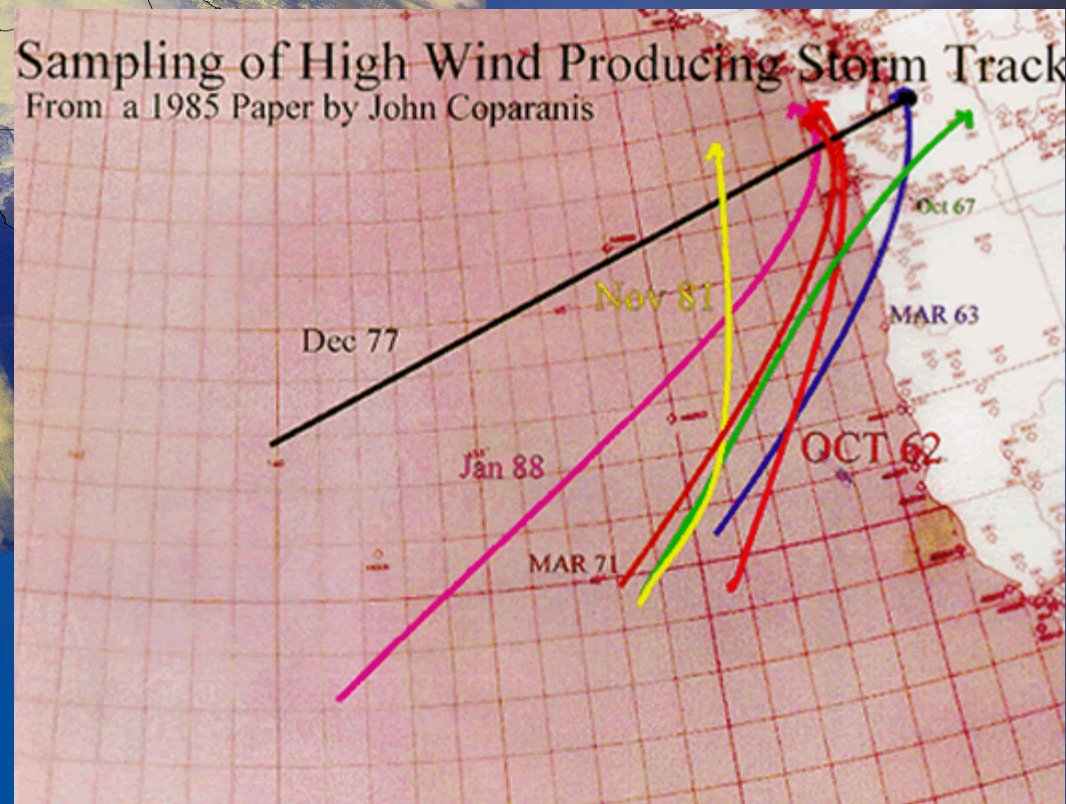 Sampling of High Wind Producing Storm Track
From a 1985 Paper by John Coparanis
Oct 67
Nov 81
MAR 63
Dec 77
OCT 62
Jan 88
MAR 71